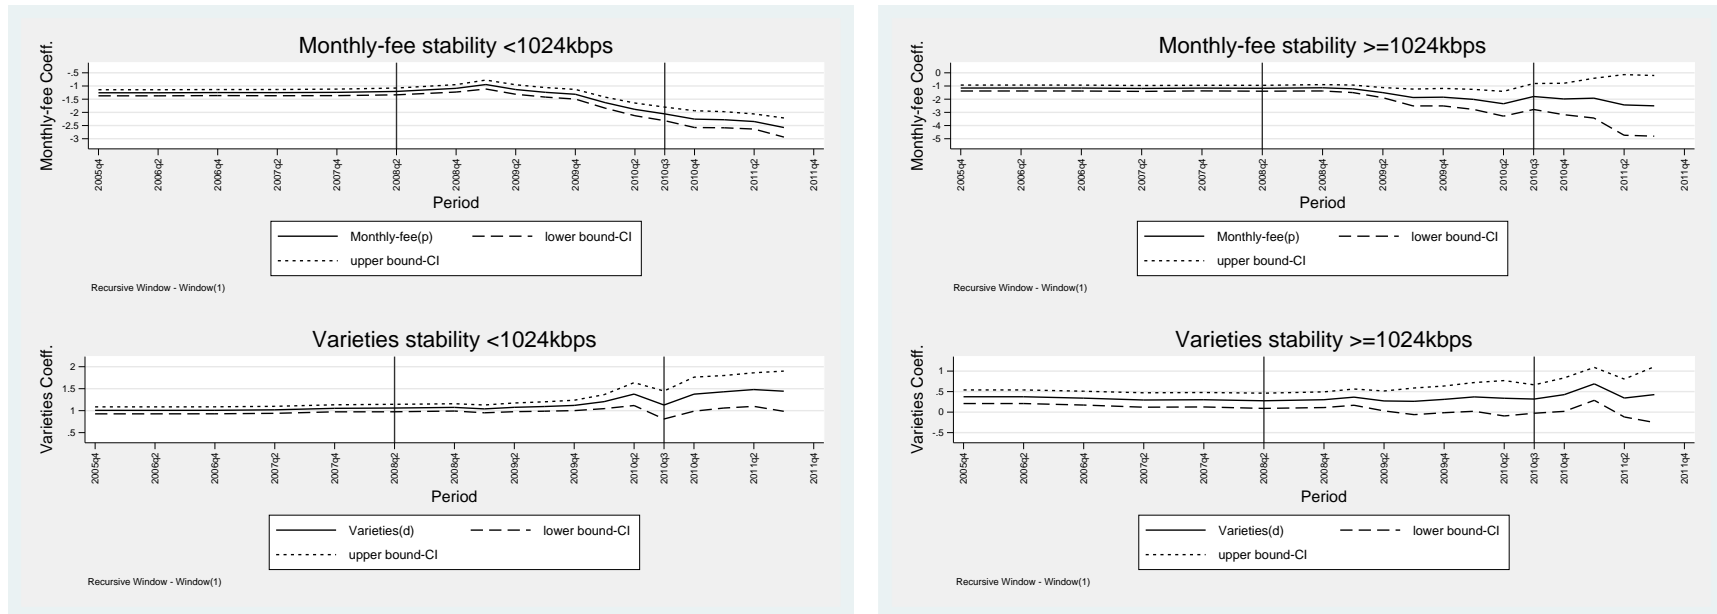 Monthly-fee stability <1024kbps
Monthly-fee Coeff.
-.5
-1
-1.5
-2
-2.5
-3
2005q4 2006q2 2006q4 2007q2 2007q4 2008q2 2008q4 2009q2 2009q4 2010q2 2010q3 2010q4 2011q2 2011q4
Period
Monthly-fee(p) lower bound-CI
upper bound-CI
Recursive Window - Window(1)
Varieties stability <1024kbps
Varieties Coeff.
2
1.5
1
.5
2005q4 2006q2 2006q4 2007q2 2007q4 2008q2 2008q4 2009q2 2009q4 2010q2 2010q3 2010q4 2011q2 2011q4
Period
Varieties(d) lower bound-CI
upper bound-CI
Recursive Window - Window(1)
Monthly-fee stability >=1024kbps
Monthly-fee Coeff.
0
-1
-2
-3
-4
-5
2005q4 2006q2 2006q4 2007q2 2007q4 2008q2 2008q4 2009q2 2009q4 2010q2 2010q3 2010q4 2011q2 2011q4
Period
Monthly-fee(p) lower bound-CI
upper bound-CI
Recursive Window - Window(1)
Varieties stability >=1024kbps
Varieties Coeff.
1
.5
0
-.5
2005q4 2006q2 2006q4 2007q2 2007q4 2008q2 2008q4 2009q2 2009q4 2010q2 2010q3 2010q4 2011q2 2011q4
Period
Varieties(d) lower bound-CI
upper bound-CI
Recursive Window - Window(1)